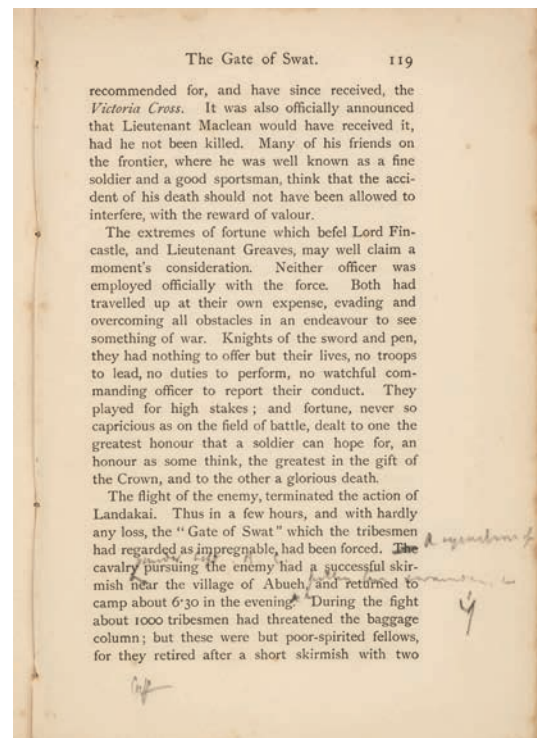 The Gate of Swat. 119
recommended for, and have since received, the
Victoria Cross. It was also officially announced
that Lieutenant Maclean would have received it,
had he not been killed. Many of his friends on
the frontier, where he was well known as a fine
soldier and a good sportsman, think that the acci-
dent of his death should not have been allowed to
interfere, with the reward of valour.
The extremes of fortune which befel Lord Fin-
castle, and Lieutenant Greaves, may well claim a
moment's consideration. Neither officer was
employed officially with the force. Both had
travelled up at their own expense, evading and
overcoming all obstacles in an endeavour to see
something of war. Knights of the sword and pen,
they had nothing to offer but their lives, no troops
to lead, no duties to perform, no watchful com-
manding officer to report their conduct. They
played for high stakes; and fortune, never so
capricious as on the field of battle, dealt to one the
greatest honour that a soldier can hope for, an
honour as some think, the greatest in the gift of
the Crown, and to the other a glorious death.
The flight of the enemy, terminated the action of
Landakai. Thus in a few hours, and with hardly
any loss, the "Gate of Swat" which the tribesmen
had regarded as impregnable, had been forced. The
cavalry pursuing the enemy had a successful skir-
mish near the village of Abueh, and returned to
camp about 6·30 in the evening. During the fight
about 1000 tribesmen had threatened the baggage
column; but these were but poor-spirited fellows,
for they retired after a short skirmish with two